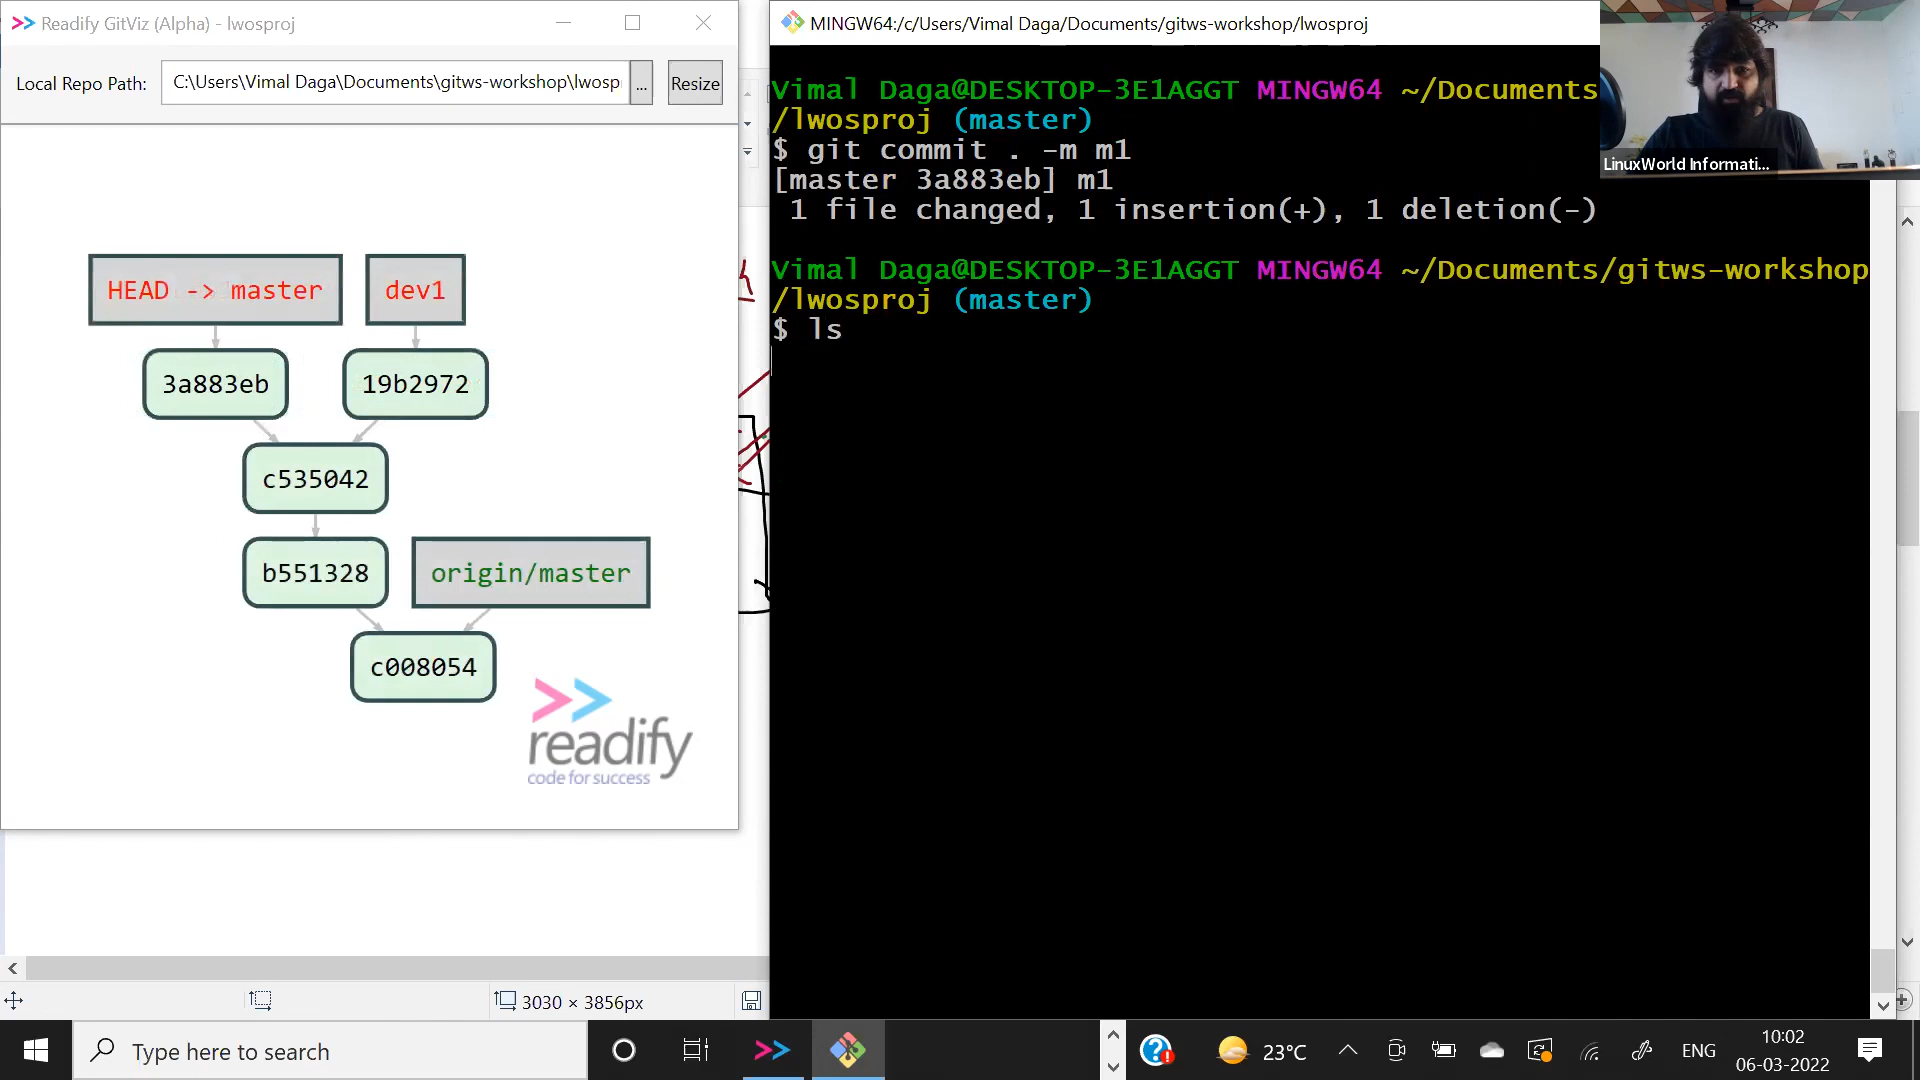 Readify GitViz (Alpha) - lwosproj
Local Repo Path:
C:\Users\Vimal Daga\Documents\gitws-workshop\lwosp
...
Resize
HEAD -> master
dev1
3a883eb
19b2972
c535042
b551328
origin/master
c008054
readify
code for success
MINGW64:/c/Users/Vimal Daga/Documents/gitws-workshop/lwosproj
Vimal Daga@DESKTOP-3E1AGGT MINGW64 ~/Documents
/lwosproj (master)
$ git commit . -m m1
[master 3a883eb] m1
1 file changed, 1 insertion(+), 1 deletion(-)
Vimal Daga@DESKTOP-3E1AGGT MINGW64 ~/Documents/gitws-workshop
/lwosproj (master)
$ ls
LinuxWorld Informati...
3030 × 3856px
Type here to search
23°C
ENG
10:02
06-03-2022